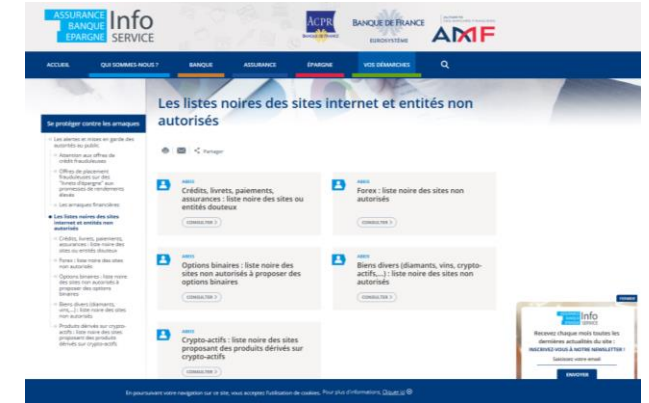 ASSURANCE
BANQUE
ÉPARGNE
Info
SERVICE
ACPR
BANQUE DE FRANCE
BANQUE DE FRANCE
EUROSYSTÈME
AMF
ACCUEIL
QUI SOMMES-NOUS ?
BANQUE
ASSURANCE
ÉPARGNE
VOS DÉMARCHES
Se protéger contre les arnaques
Les alertes et mises en garde des
autorités au public
Attention aux offres de
crédit frauduleuses
Offres de placement
frauduleuses sur des
"livrets d'épargne" aux
promesses de rendements
élevés
Les arnaques financières
Les listes noires des sites
internet et entités non
autorisés
Crédits, livrets, paiements,
assurances : liste noire des
sites ou entités douteux
Forex : liste noire des sites
non autorisés
Options binaires : liste noire
des sites non autorisés à
proposer des options
binaires
Biens divers (diamants,
vins,...) : liste noire des sites
non autorisés
Produits dérivés sur crypto-
actifs : liste noire des sites
proposant des produits
dérivés sur crypto-actifs
Les listes noires des sites internet et entités non
autorisés
Partager
ABEIS
Crédits, livrets, paiements,
assurances : liste noire des sites ou
entités douteux
CONSULTER >
ABEIS
Forex : liste noire des sites non
autorisés
CONSULTER >
ABEIS
Options binaires : liste noire des
sites non autorisés à proposer des
options binaires
CONSULTER >
ABEIS
Biens divers (diamants, vins, crypto-
actifs,...) : liste noire des sites non
autorisés
CONSULTER >
ABEIS
Crypto-actifs : liste noire des sites
proposant des produits dérivés sur
crypto-actifs
CONSULTER >
FERMER
Info
SERVICE
Recevez chaque mois toutes les
dernières actualités du site :
INSCRIVEZ-VOUS À NOTRE NEWSLETTER !
Saisissez votre email
ENVOYER
En poursuivant votre navigation sur ce site, vous acceptez l'utilisation de cookies. Pour plus d'informations, Cliquer ici